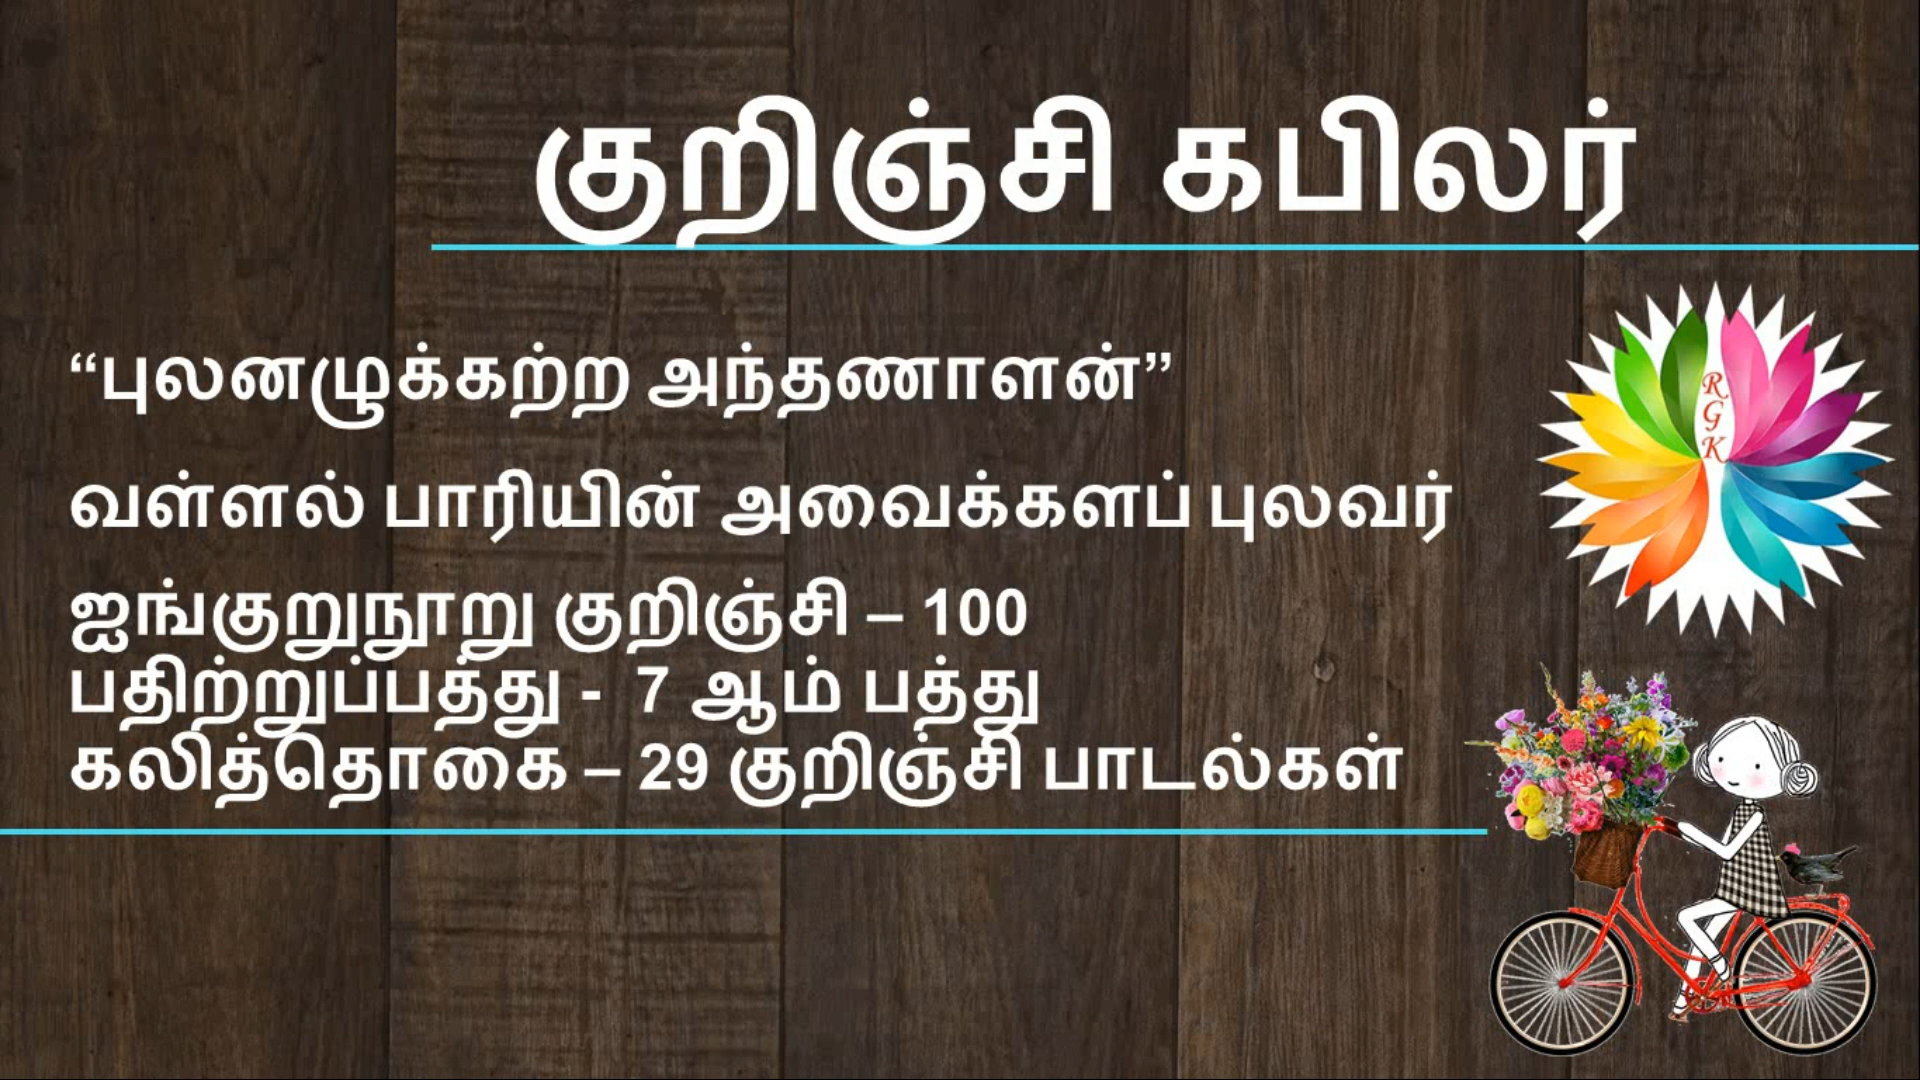 குறிஞ்சி கபிலர்
“புலனழுக்கற்ற அந்தணாளன்”
வள்ளல் பாரியின் அவைக்களப் புலவர்
ஐங்குறுநூறு குறிஞ்சி – 100
பதிற்றுப்பத்து - 7 ஆம் பத்து
கலித்தொகை – 29 குறிஞ்சி பாடல்கள்
R
G
K